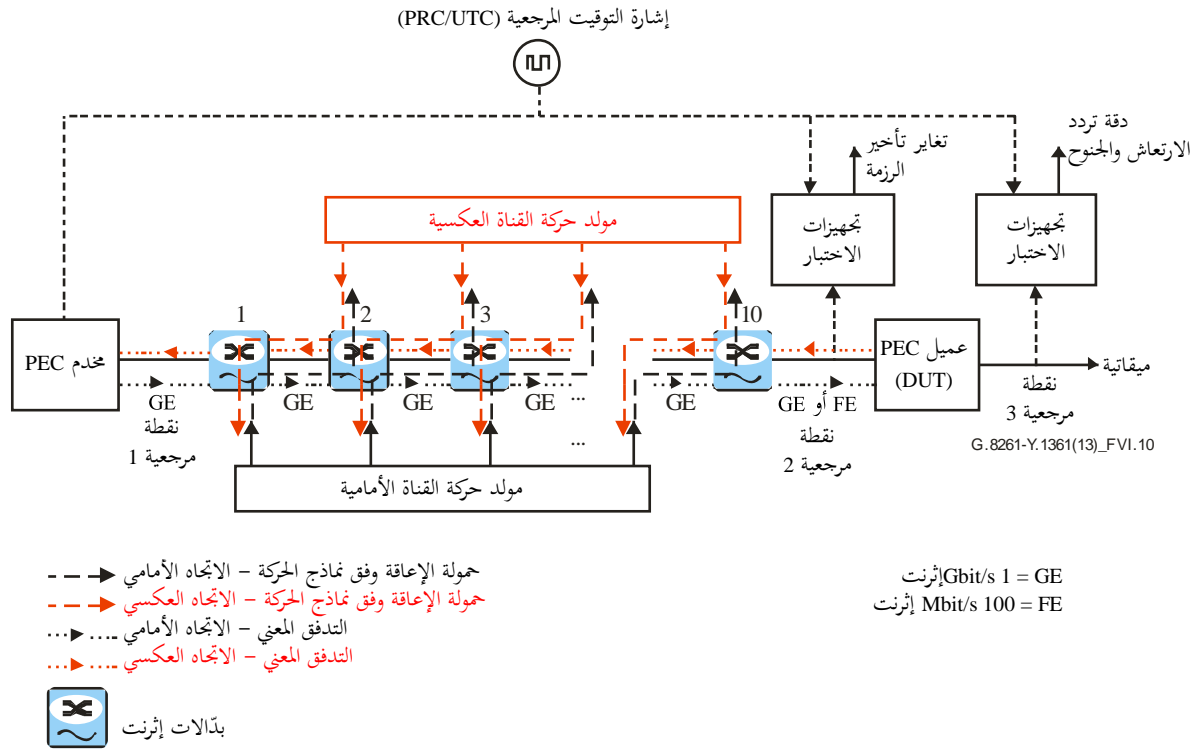 إشارة التوقيت المرجعية (PRC/UTC)
دقة تردد
الارتعاش والجنوح
تغاير تأخير
الرزمة
مولد حركة القناة العكسية
تجهيزات
الاختبار
تجهيزات
الاختبار
1
2
3
10
مخدم PEC
عميل PEC
(DUT)
ميقاتية
GE
GE
GE
GE
...
GE
GE أو FE
نقطة
مرجعية 1
نقطة
مرجعية 2
نقطة
مرجعية 3
...
G.8261-Y.1361(13)_FVI.10
مولد حركة القناة الأمامية
حمولة الإعاقة وفق نماذج الحركة – الاتجاه الأمامي
حمولة الإعاقة وفق نماذج الحركة – الاتجاه العكسي
التدفق المعني – الاتجاه الأمامي
التدفق المعني – الاتجاه العكسي
بدّالات إثرنت
Gbit/s 1 = GEإثرنت
Mbit/s 100 = FE إثرنت